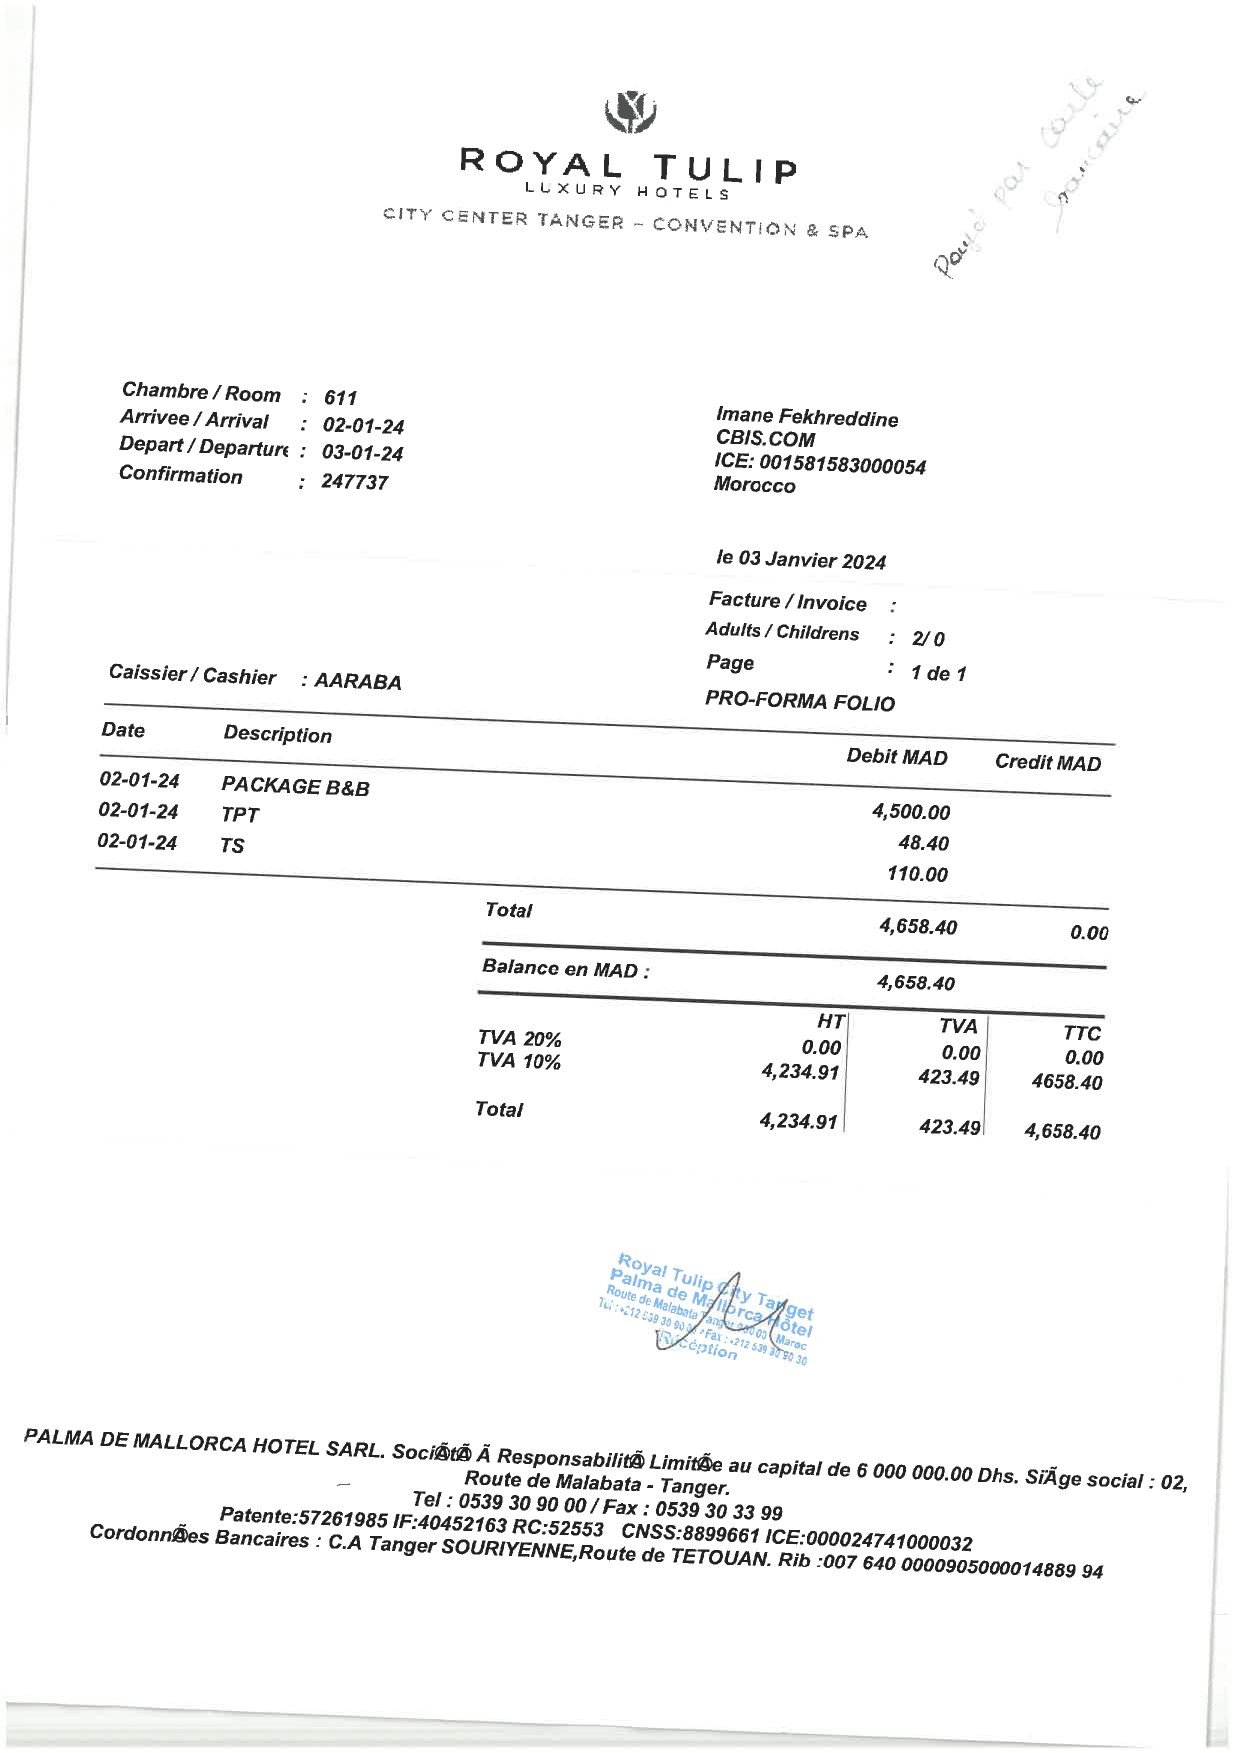 Payé par carte
bancaire
ROYAL TULIP
LUXURY HOTELS
CITY CENTER TANGER – CONVENTION & SPA
Chambre / Room : 611
Arrivee / Arrival : 02-01-24
Depart / Departure : 03-01-24
Confirmation : 247737
Imane Fekhreddine
CBIS.COM
ICE: 001581583000054
Morocco
le 03 Janvier 2024
Facture / Invoice :
Adults / Childrens : 2/ 0
Page : 1 de 1
Caissier / Cashier : AARABA
PRO-FORMA FOLIO
Date Description Debit MAD Credit MAD
02-01-24 PACKAGE B&B 4,500.00
02-01-24 TPT 48.40
02-01-24 TS 110.00
Total 4,658.40 0.00
Balance en MAD : 4,658.40
HT TVA TTC
TVA 20% 0.00 0.00 0.00
TVA 10% 4,234.91 423.49 4658.40
Total 4,234.91 423.49 4,658.40
Royal Tulip City Tanger
Palma de Mallorca Hôtel
Route de Malabata Tanger Maroc
Tél : +212 539 30 90 Fax : +212 539 30 90 30
Réception
PALMA DE MALLORCA HOTEL SARL. SociÃ©tÃ© Ã Responsabilité LimitÃ©e au capital de 6 000 000.00 Dhs. SiÃge social : 02,
Route de Malabata - Tanger.
Tel : 0539 30 90 00 / Fax : 0539 30 33 99
Patente:57261985 IF:40452163 RC:52553 CNSS:8899661 ICE:000024741000032
CordonnÃ©es Bancaires : C.A Tanger SOURIYENNE,Route de TETOUAN. Rib :007 640 0000905000014889 94